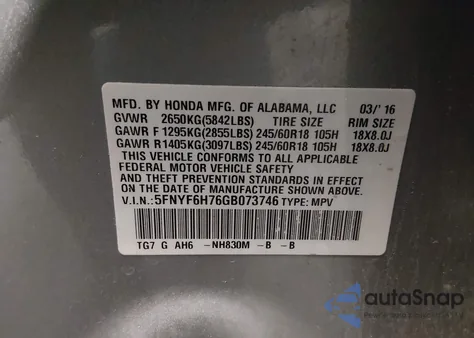 MFD. BY HONDA MFG. OF ALABAMA, LLC 03/'16
GVWR 2650KG(5842LBS) TIRE SIZE RIM SIZE
GAWR F 1295KG(2855LBS) 245/60R18 105H 18X8.0J
GAWR R 1405KG(3097LBS) 245/60R18 105H 18X8.0J
THIS VEHICLE CONFORMS TO ALL APPLICABLE
FEDERAL MOTOR VEHICLE SAFETY
AND THEFT PREVENTION STANDARDS IN EFFECT
ON THE DATE OF MANUFACTURE SHOWN ABOVE.
V.I.N.:5FNYF6H76GB073746 TYPE: MPV
TG7 G AH6 -NH830M -B -B
autoSnap